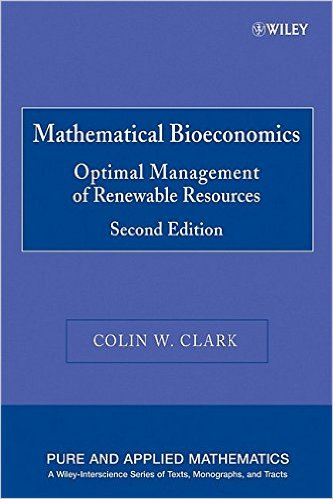 WILEY
Mathematical Bioeconomics
Optimal Management
of Renewable Resources
Second Edition
COLIN W. CLARK
PURE AND APPLIED MATHEMATICS
A Wiley-Interscience Series of Texts, Monographs, and Tracts